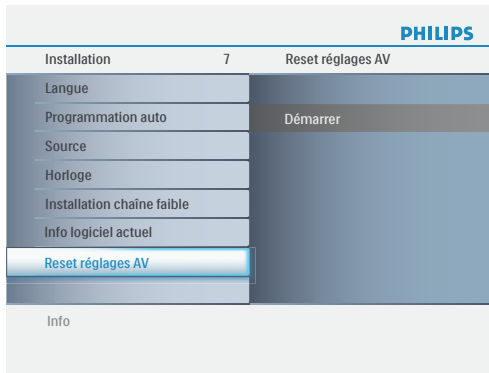 PHILIPS
Installation 7 Reset réglages AV
Langue
Programmation auto
Démarrer
Source
Horloge
Installation chaîne faible
Info logiciel actuel
Reset réglages AV
Info